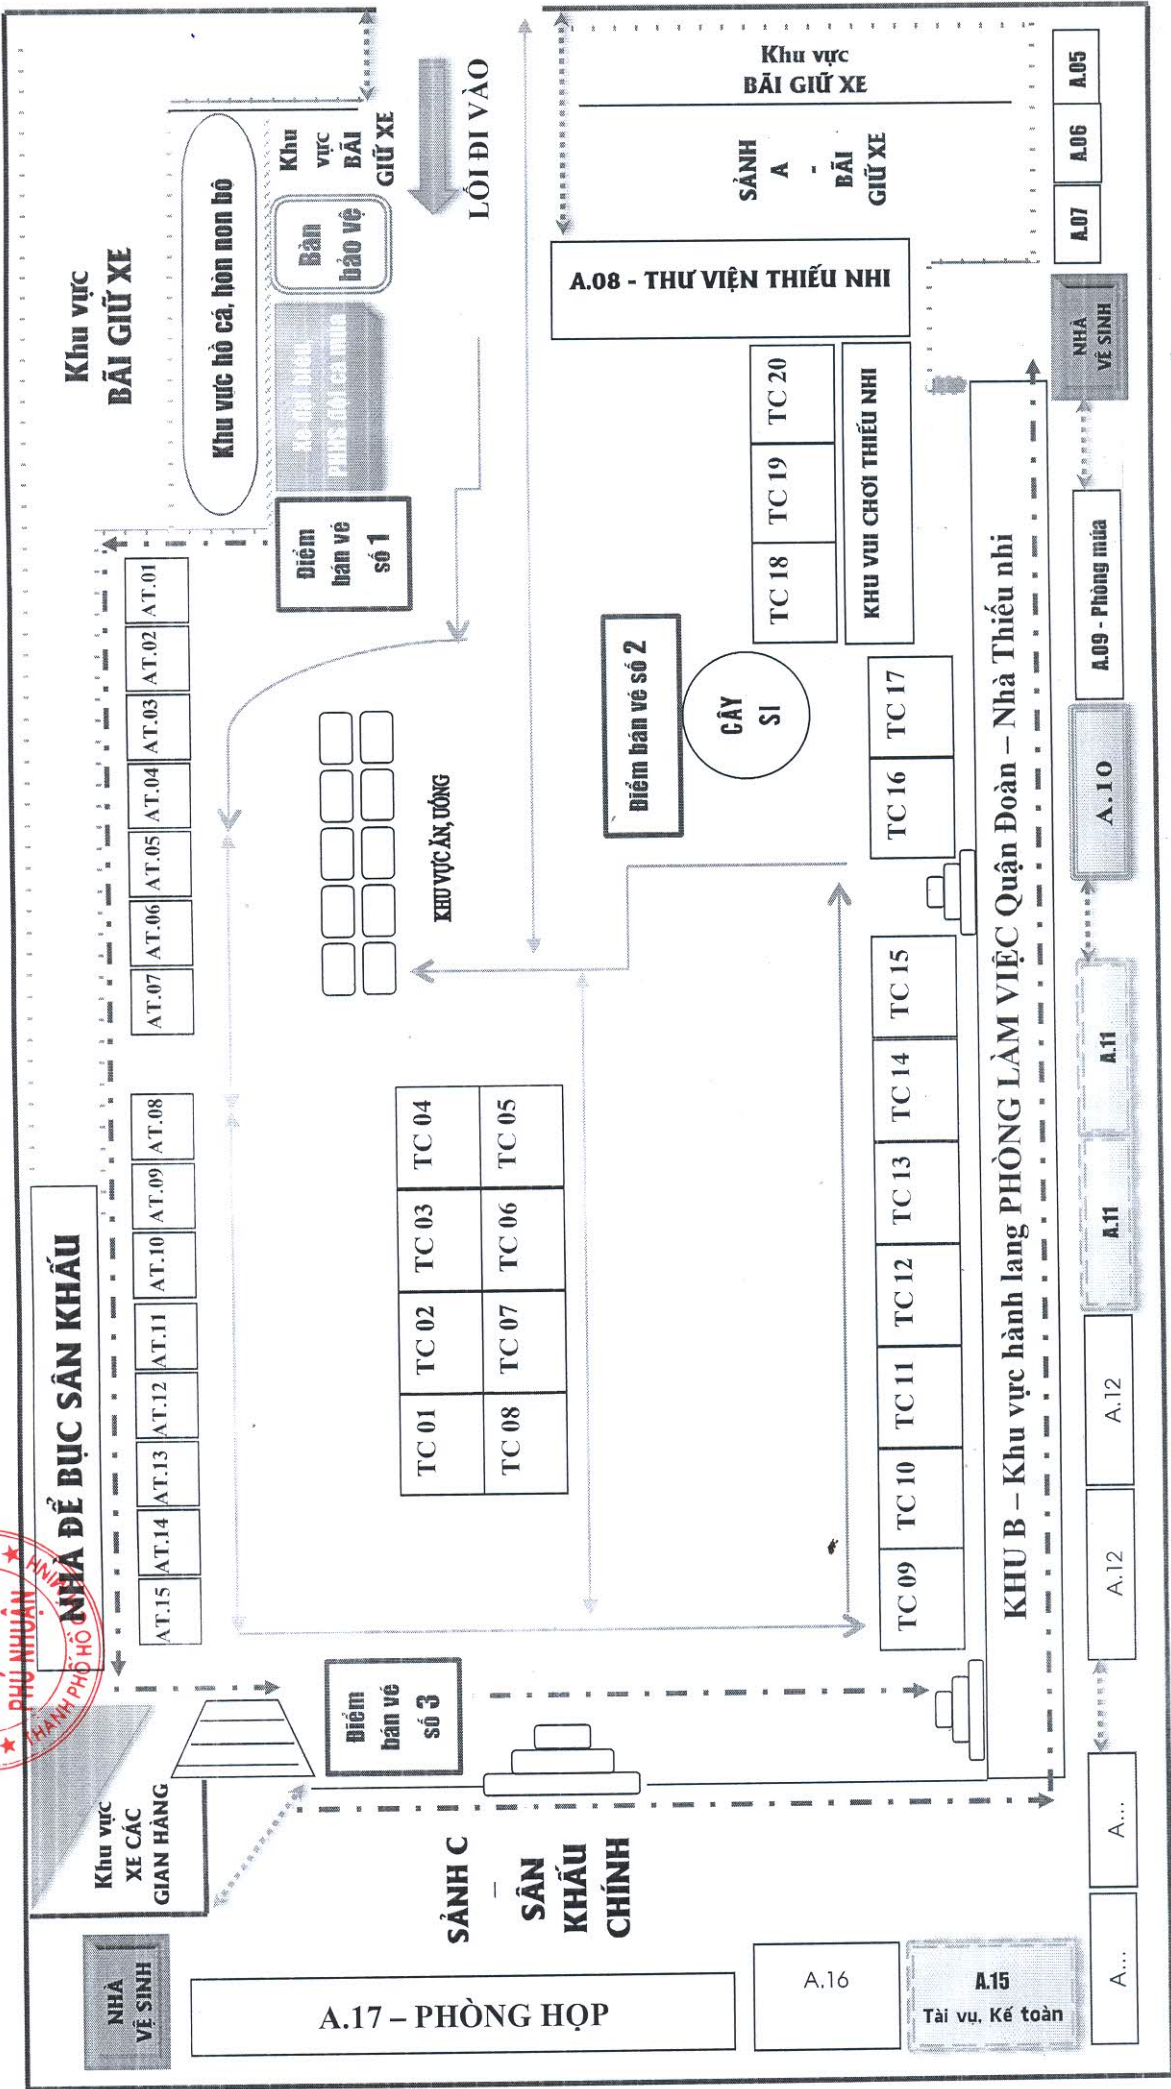 NHÀ
VỆ SINH
Khu vực
XE CÁC
GIAN HÀNG
PHÚ NHUẬN
THÀNH PHỐ HỒ
NHÀ ĐỂ BỤC SÂN KHẤU
Khu vực
BÃI GIỮ XE
Khu vực hồ cá, hòn non bộ
AT.15
AT.14
AT.13
AT.12
AT.11
AT.10
AT.09
AT.08
AT.07
AT.06
AT.05
AT.04
AT.03
AT.02
AT.01
Điểm
bán vé
số 1
Bàn
bảo vệ
Khu
vực
BÃI
GIỮ XE
LỐI ĐI VÀO
Điểm
bán vé
số 3
KHU VỰC ĂN, UỐNG
TC 01
TC 02
TC 03
TC 04
TC 08
TC 07
TC 06
TC 05
SẢNH C
–
SÂN
KHẤU
CHÍNH
A.17 – PHÒNG HỌP
Điểm bán vé số 2
CÂY
SI
A.08 - THƯ VIỆN THIẾU NHI
Khu vực
BÃI GIỮ XE
SẢNH
A
-
BÃI
GIỮ XE
TC 18
TC 19
TC 20
KHU VUI CHƠI THIẾU NHI
TC 09
TC 10
TC 11
TC 12
TC 13
TC 14
TC 15
TC 16
TC 17
A.16
A.15
Tài vụ, Kế toàn
KHU B – Khu vực hành lang PHÒNG LÀM VIỆC Quận Đoàn – Nhà Thiếu nhi
A...
A...
A.12
A.12
A.11
A.11
A.10
A.09 - Phòng múa
NHÀ
VỆ SINH
A.07
A.06
A.05